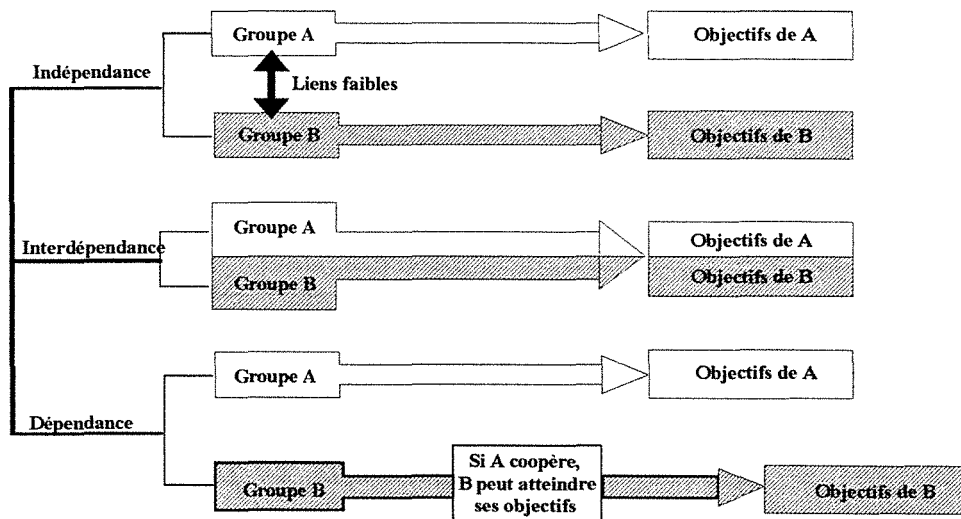 Groupe A
Objectifs de A
Indépendance
Liens faibles
Groupe B
Objectifs de B
Groupe A
Objectifs de A
Interdépendance
Groupe B
Objectifs de B
Groupe A
Objectifs de A
Dépendance
Si A coopère,
B peut atteindre
ses objectifs
Groupe B
Objectifs de B